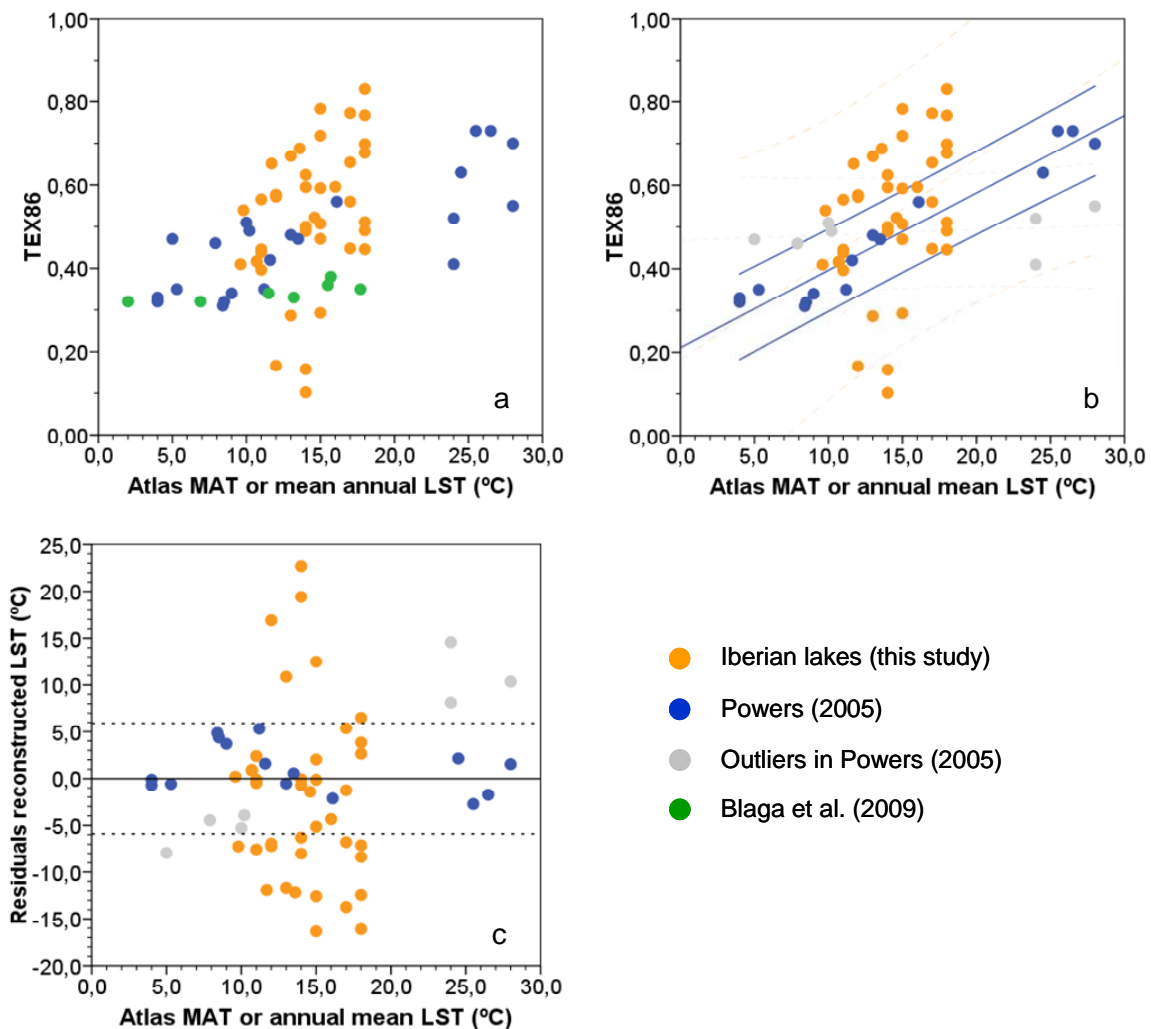 1,00
0,80
0,60
0,40
0,20
0,00
TEX86
0,0 5,0 10,0 15,0 20,0 25,0 30,0
Atlas MAT or mean annual LST (ºC)
a
1,00
0,80
0,60
0,40
0,20
0,00
TEX86
0,0 5,0 10,0 15,0 20,0 25,0 30,0
Atlas MAT or annual mean LST (ºC)
b
25,0
20,0
15,0
10,0
5,0
0,0
-5,0
-10,0
-15,0
-20,0
Residuals reconstructed LST (ºC)
0,0 5,0 10,0 15,0 20,0 25,0 30,0
Atlas MAT or annual mean LST (ºC)
c
Iberian lakes (this study)
Powers (2005)
Outliers in Powers (2005)
Blaga et al. (2009)